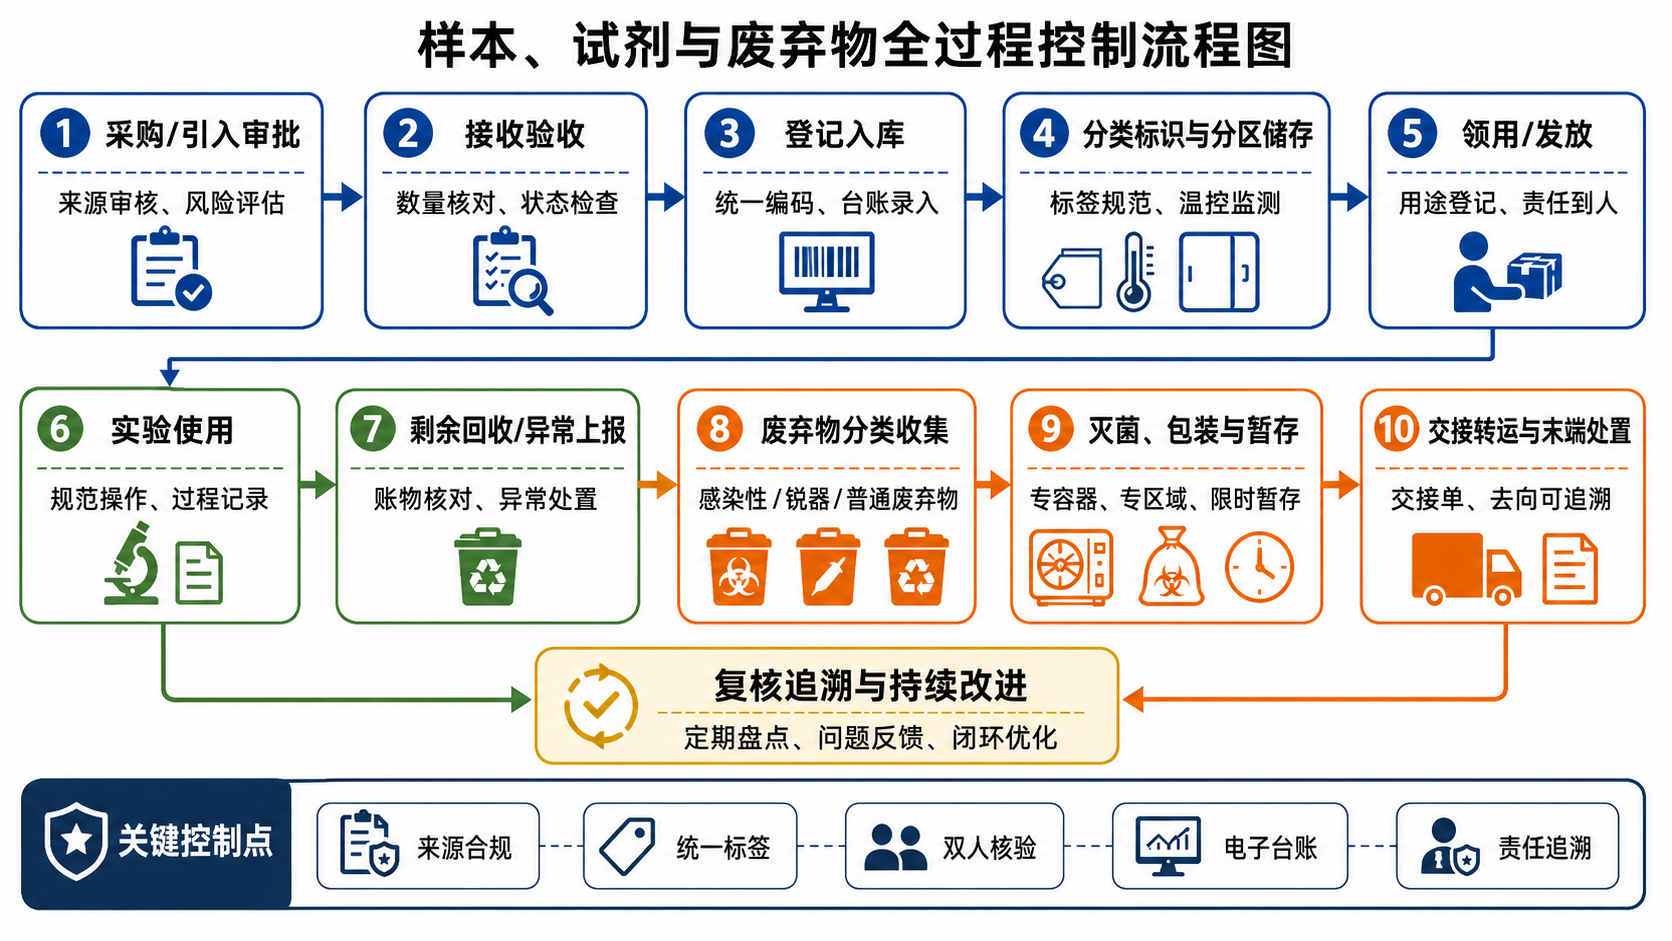 样本、试剂与废弃物全过程控制流程图
1 采购/引入审批
来源审核、风险评估
2 接收验收
数量核对、状态检查
3 登记入库
统一编码、台账录入
4 分类标识与分区储存
标签规范、温控监测
5 领用/发放
用途登记、责任到人
6 实验使用
规范操作、过程记录
7 剩余回收/异常上报
账物核对、异常处置
8 废弃物分类收集
感染性/锐器/普通废弃物
9 灭菌、包装与暂存
专容器、专区域、限时暂存
10 交接转运与末端处置
交接单、去向可追溯
复核追溯与持续改进
定期盘点、问题反馈、闭环优化
关键控制点
来源合规
统一标签
双人核验
电子台账
责任追溯